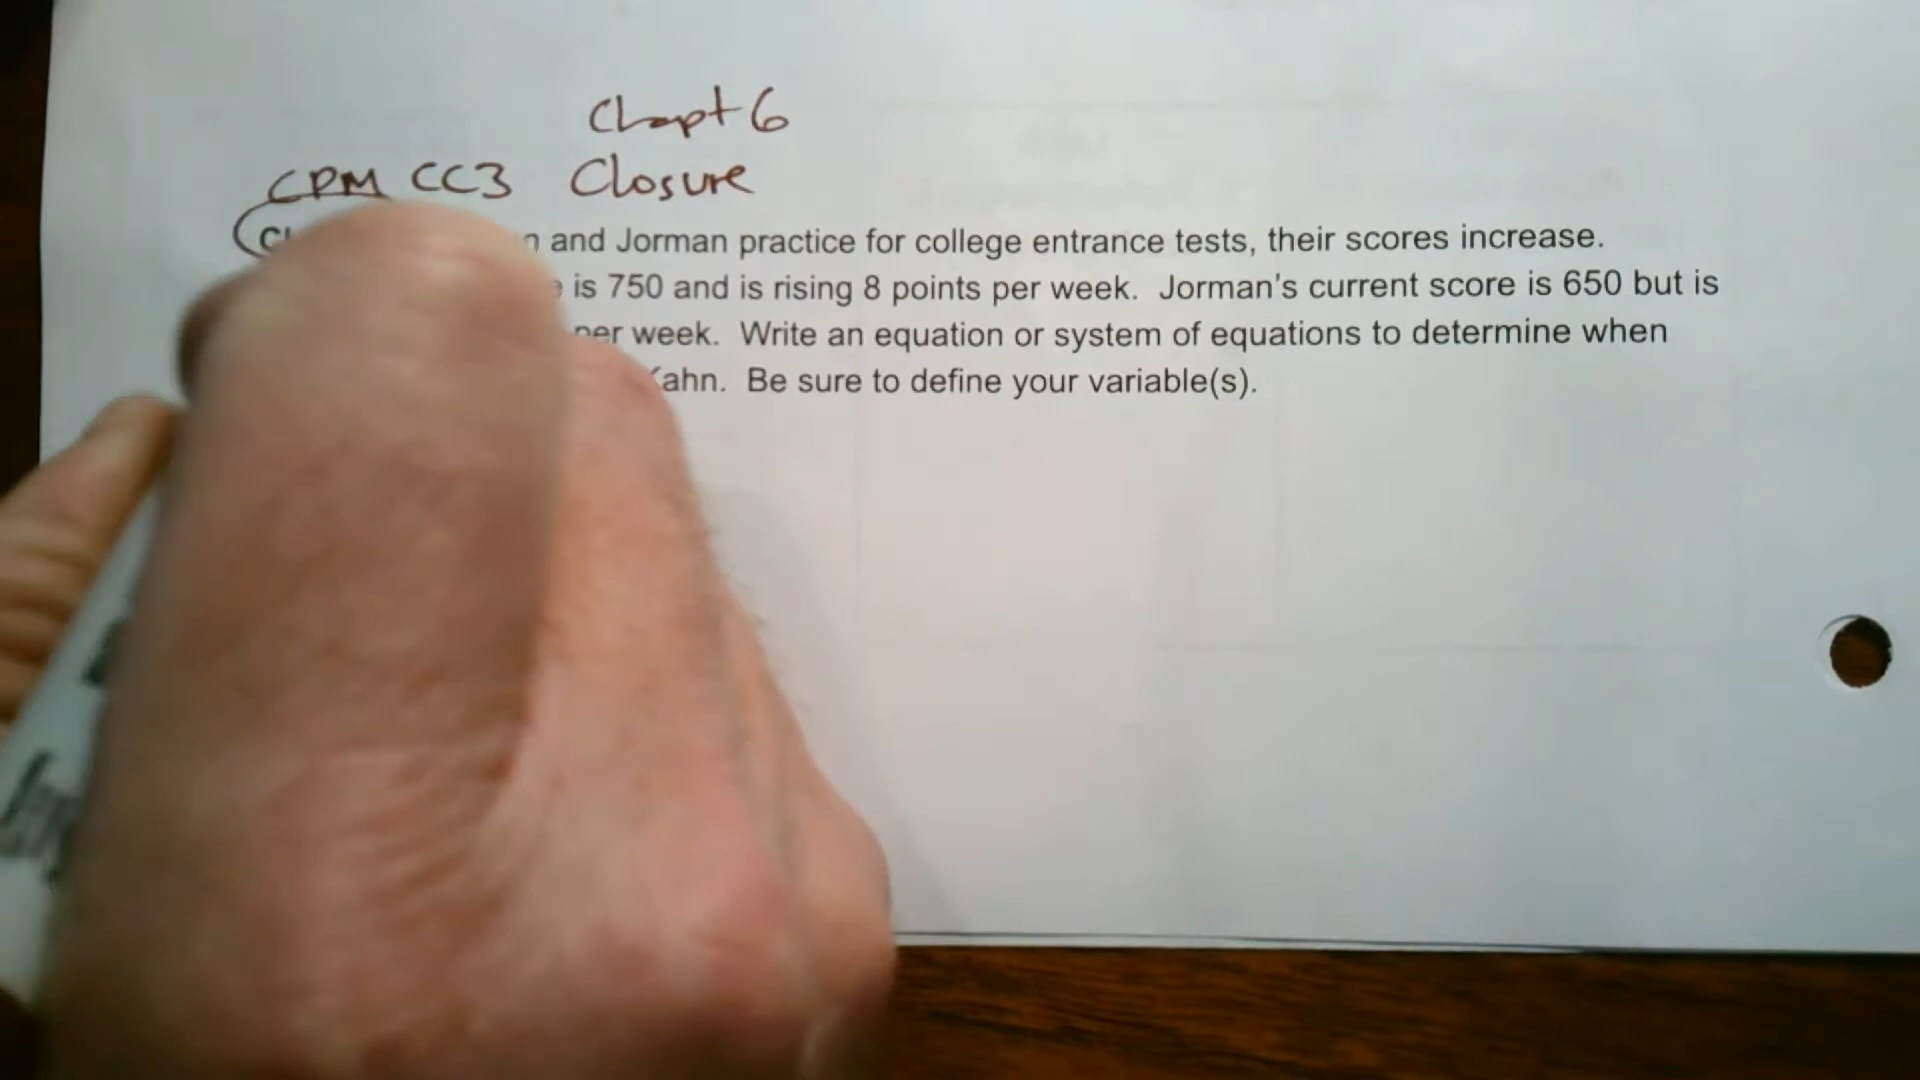 Chapt 6
CPM CC3 Closure
and Jorman practice for college entrance tests, their scores increase.
is 750 and is rising 8 points per week. Jorman's current score is 650 but is
per week. Write an equation or system of equations to determine when
Be sure to define your variable(s).